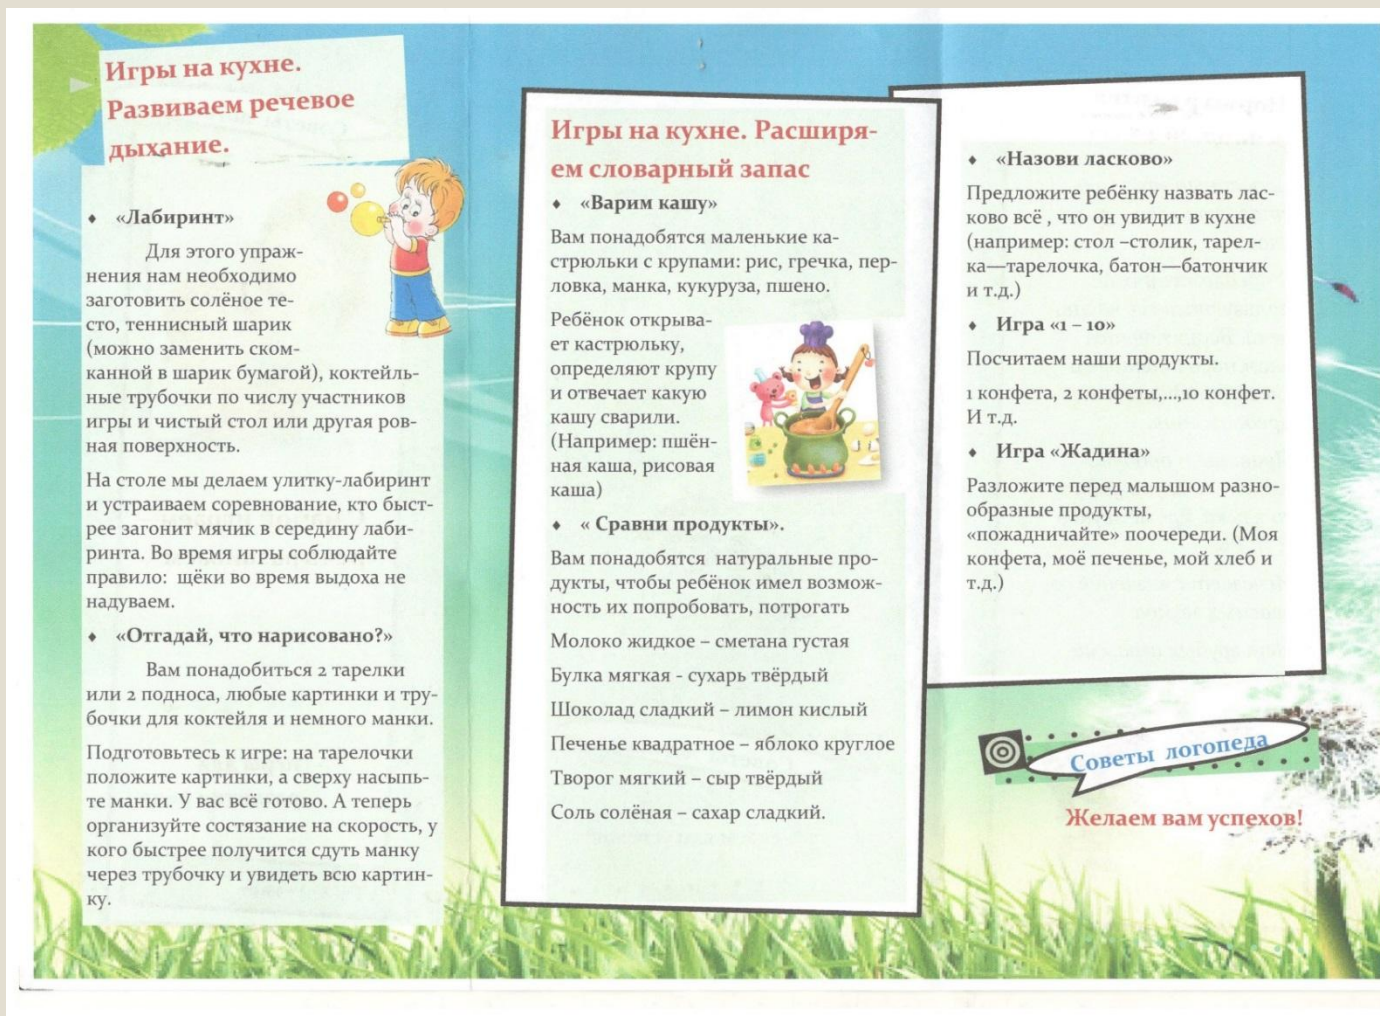 Игры на кухне.
Развиваем речевое
дыхание.
♦ «Лабиринт»
Для этого упраж-
нения нам необходимо
заготовить солёное те-
сто, теннисный шарик
(можно заменить ском-
канной в шарик бумагой), коктейль-
ные трубочки по числу участников
игры и чистый стол или другая ров-
ная поверхность.
На столе мы делаем улитку-лабиринт
и устраиваем соревнование, кто быст-
рее загонит мячик в середину лаби-
ринта. Во время игры соблюдайте
правило: щёки во время выдоха не
надуваем.
♦ «Отгадай, что нарисовано?»
Вам понадобиться 2 тарелки
или 2 подноса, любые картинки и тру-
бочки для коктейля и немного манки.
Подготовьтесь к игре: на тарелочки
положите картинки, а сверху насыпь-
те манки. У вас всё готово. А теперь
организуйте состязание на скорость, у
кого быстрее получится сдуть манку
через трубочку и увидеть всю картин-
ку.
Игры на кухне. Расширя-
ем словарный запас
♦ «Варим кашу»
Вам понадобятся маленькие ка-
стрюльки с крупами: рис, гречка, пер-
ловка, манка, кукуруза, пшено.
Ребёнок открыва-
ет кастрюльку,
определяют крупу
и отвечает какую
кашу сварили.
(Например: пшён-
ная каша, рисовая
каша)
♦ « Сравни продукты».
Вам понадобятся натуральные про-
дукты, чтобы ребёнок имел возмож-
ность их попробовать, потрогать
Молоко жидкое – сметана густая
Булка мягкая - сухарь твёрдый
Шоколад сладкий – лимон кислый
Печенье квадратное – яблоко круглое
Творог мягкий – сыр твёрдый
Соль солёная – сахар сладкий.
♦ «Назови ласково»
Предложите ребёнку назвать лас-
ково всё , что он увидит в кухне
(например: стол –столик, тарел-
ка—тарелочка, батон—батончик
и т.д.)
♦ Игра «1 – 10»
Посчитаем наши продукты.
1 конфета, 2 конфеты,...,10 конфет.
И т.д.
♦ Игра «Жадина»
Разложите перед малышом разно-
образные продукты,
«пожадничайте» поочереди. (Моя
конфета, моё печенье, мой хлеб и
т.д.)
Советы логопеда
Желаем вам успехов!